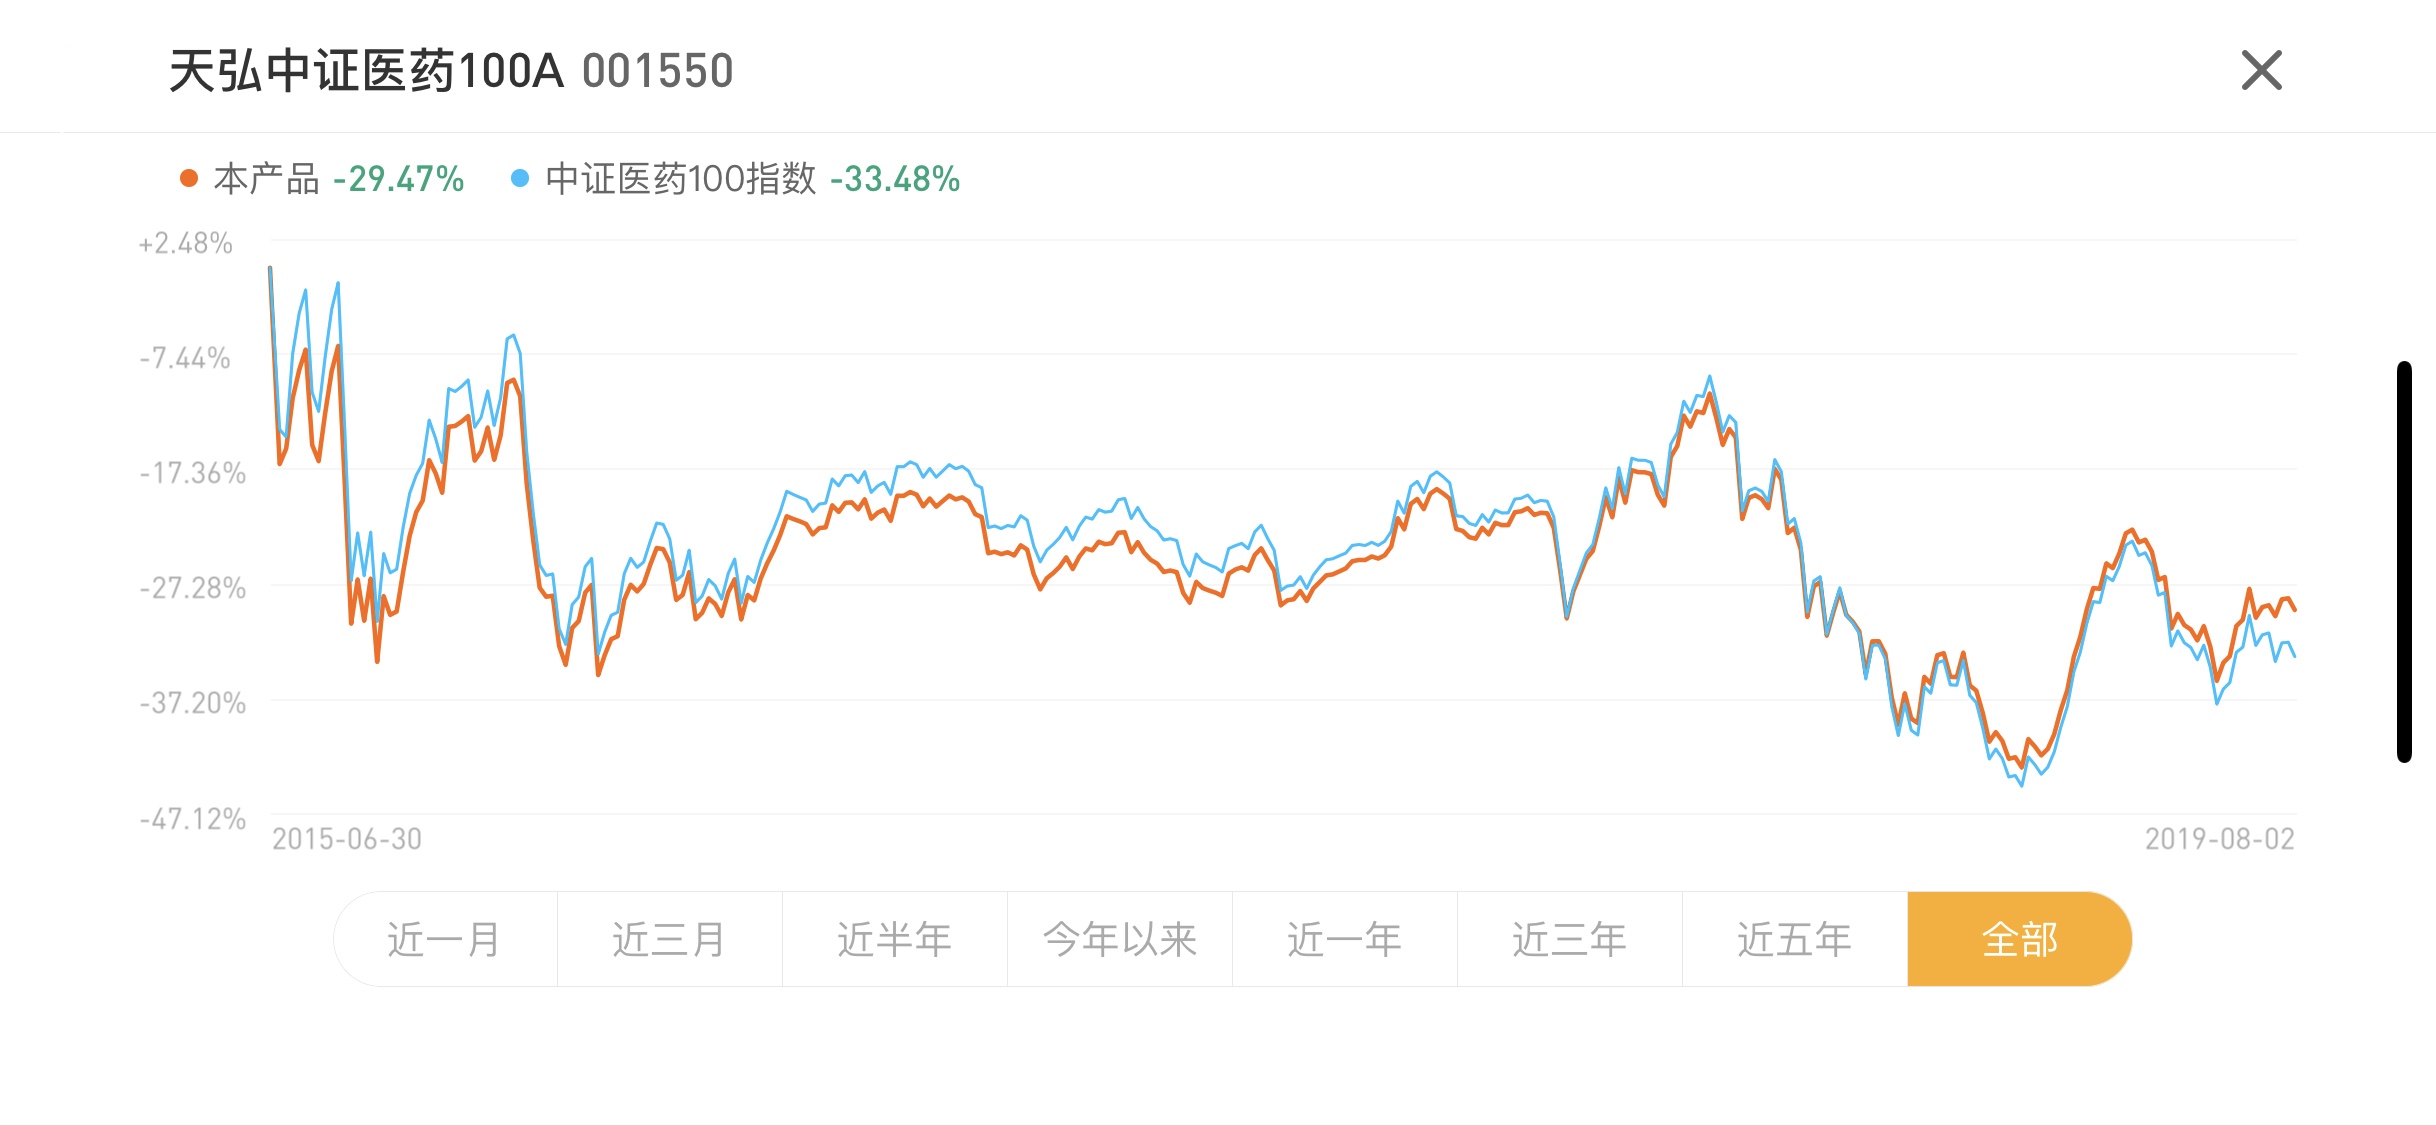 天弘中证医药100A 001550
本产品 -29.47% 中证医药100指数 -33.48%
+2.48%
-7.44%
-17.36%
-27.28%
-37.20%
-47.12%
2015-06-30 2019-08-02
近一月 近三月 近半年 今年以来 近一年 近三年 近五年 全部